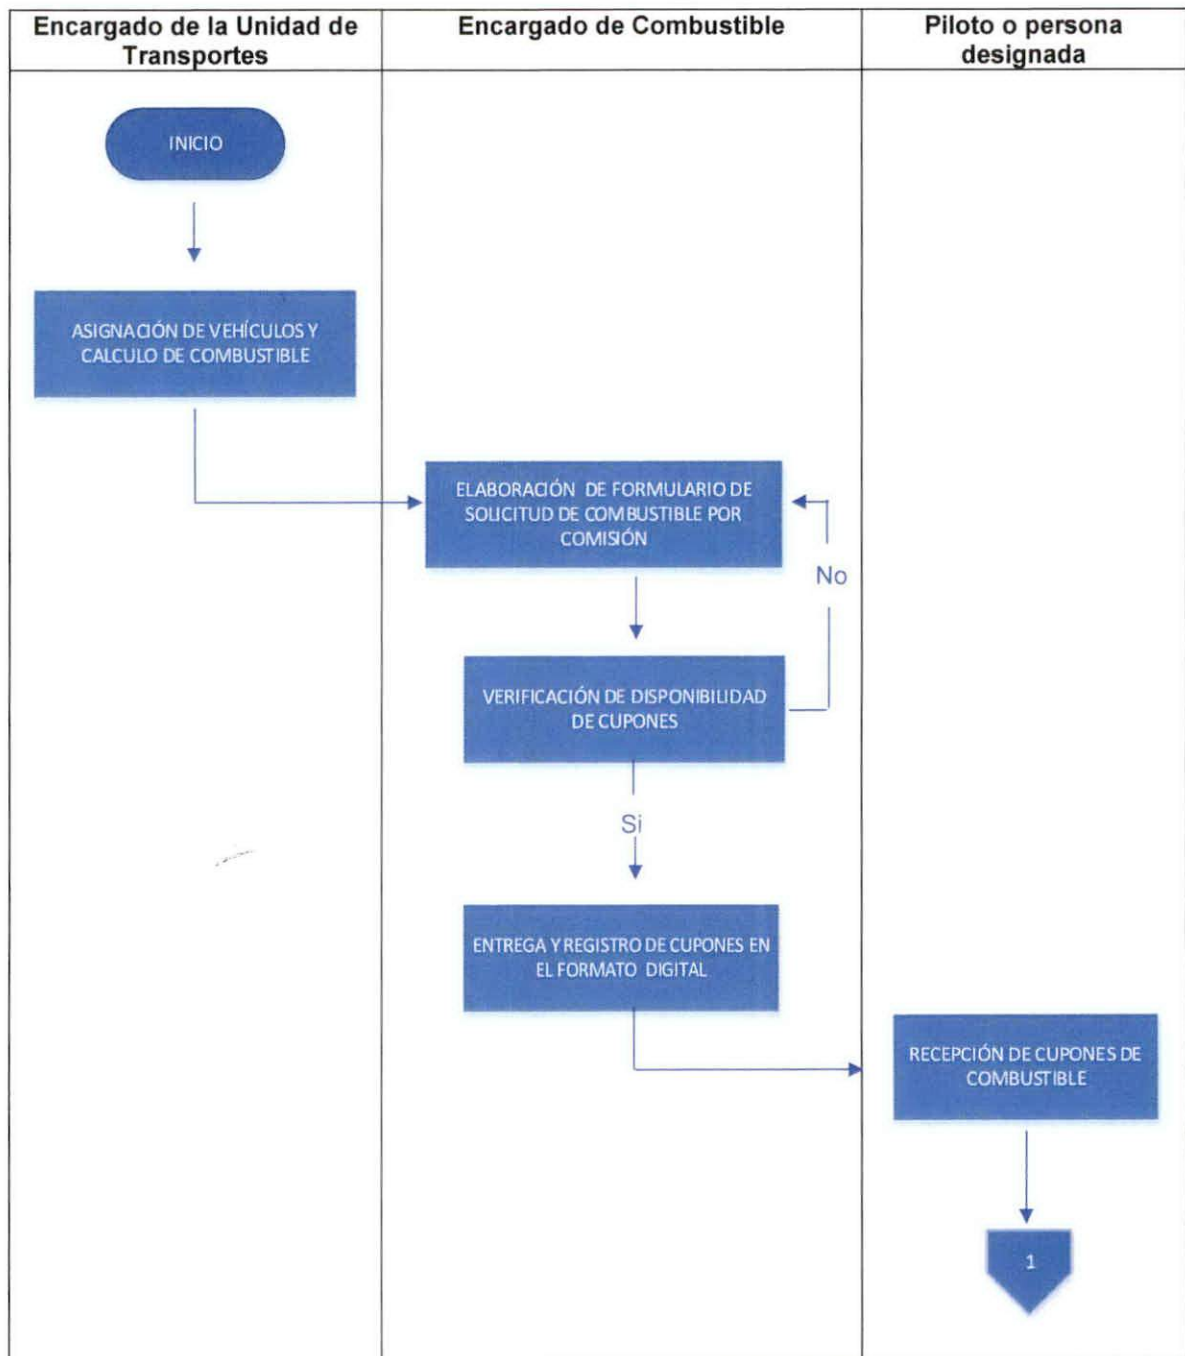 Encargado de la Unidad de
Transportes
Encargado de Combustible
Piloto o persona
designada
INICIO
ASIGNACIÓN DE VEHÍCULOS Y
CALCULO DE COMBUSTIBLE
ELABORACIÓN DE FORMULARIO DE
SOLICITUD DE COMBUSTIBLE POR
COMISIÓN
No
VERIFICACIÓN DE DISPONIBILIDAD
DE CUPONES
Si
ENTREGA Y REGISTRO DE CUPONES EN
EL FORMATO DIGITAL
RECEPCIÓN DE CUPONES DE
COMBUSTIBLE
1